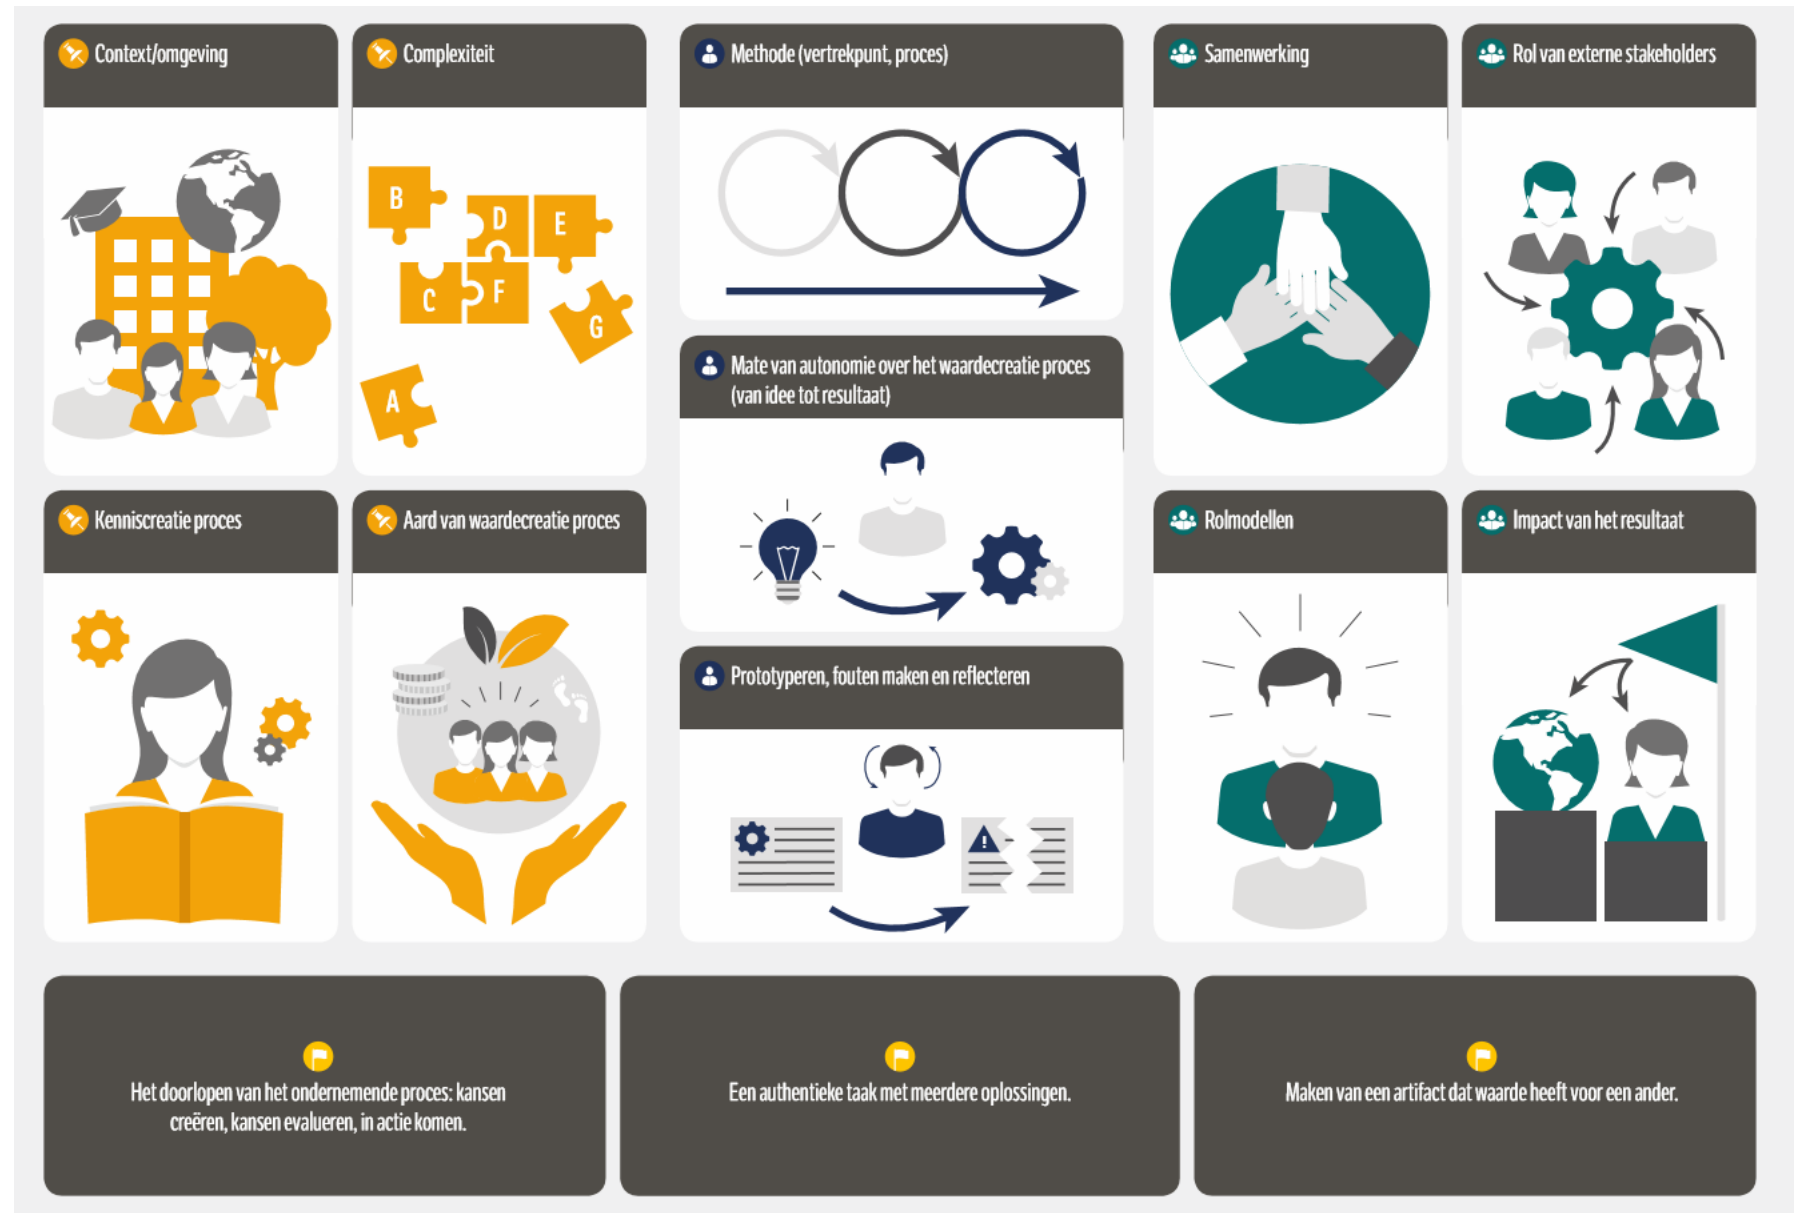 Context/omgeving
Complexiteit
B
D
E
C
F
G
A
Methode (vertrekpunt, proces)
Mate van autonomie over het waardecreatie proces
(van idee tot resultaat)
Samenwerking
Rol van externe stakeholders
Kenniscreatie proces
Aard van waardecreatie proces
Prototyperen, fouten maken en reflecteren
!
Rolmodellen
Impact van het resultaat
Het doorlopen van het ondernemende proces: kansen
creëren, kansen evalueren, in actie komen.
Een authentieke taak met meerdere oplossingen.
Maken van een artifact dat waarde heeft voor een ander.